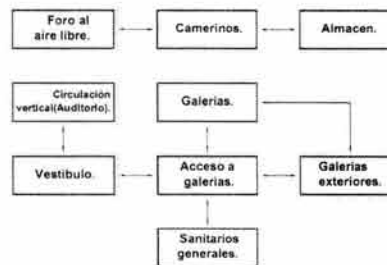 Foro al
aire libre.
Camerinos.
Almacen.
Circulación
vertical(Auditorio).
Galerias.
Vestibulo.
Acceso a
galerias.
Galerias
exteriores.
Sanitarios
generales.